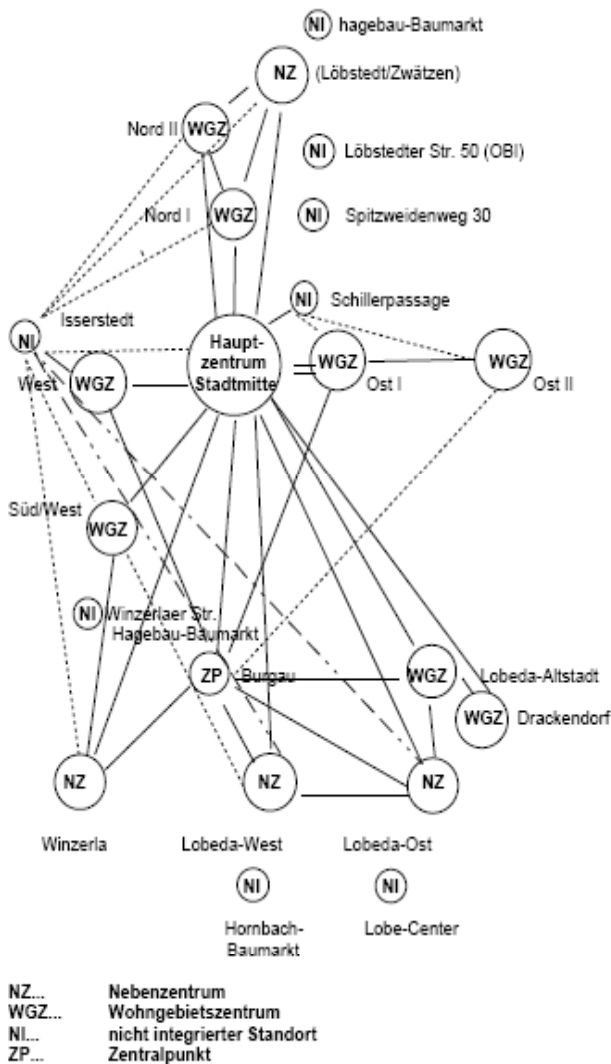 NI hagebau-Baumarkt
NZ (Löbstedt/Zwätzen)
Nord II WGZ
NI Löbstedter Str. 50 (OBI)
Nord I WGZ
NI Spitzweidenweg 30
NI Schillerpassage
Isserstedt
NI
Haupt-
zentrum
Stadtmitte
West WGZ
WGZ
Ost I
WGZ
Ost II
Süd/West
WGZ
NI Winzerlaer Str.
Hagebau-Baumarkt
ZP Burgau
WGZ Lobeda-Altstadt
WGZ Drackendorf
NZ NZ NZ
Winzerla Lobeda-West Lobeda-Ost
NI NI
Hornbach- Lobe-Center
Baumarkt
NZ... Nebenzentrum
WGZ... Wohngebietszentrum
NI... nicht integrierter Standort
ZP... Zentralpunkt